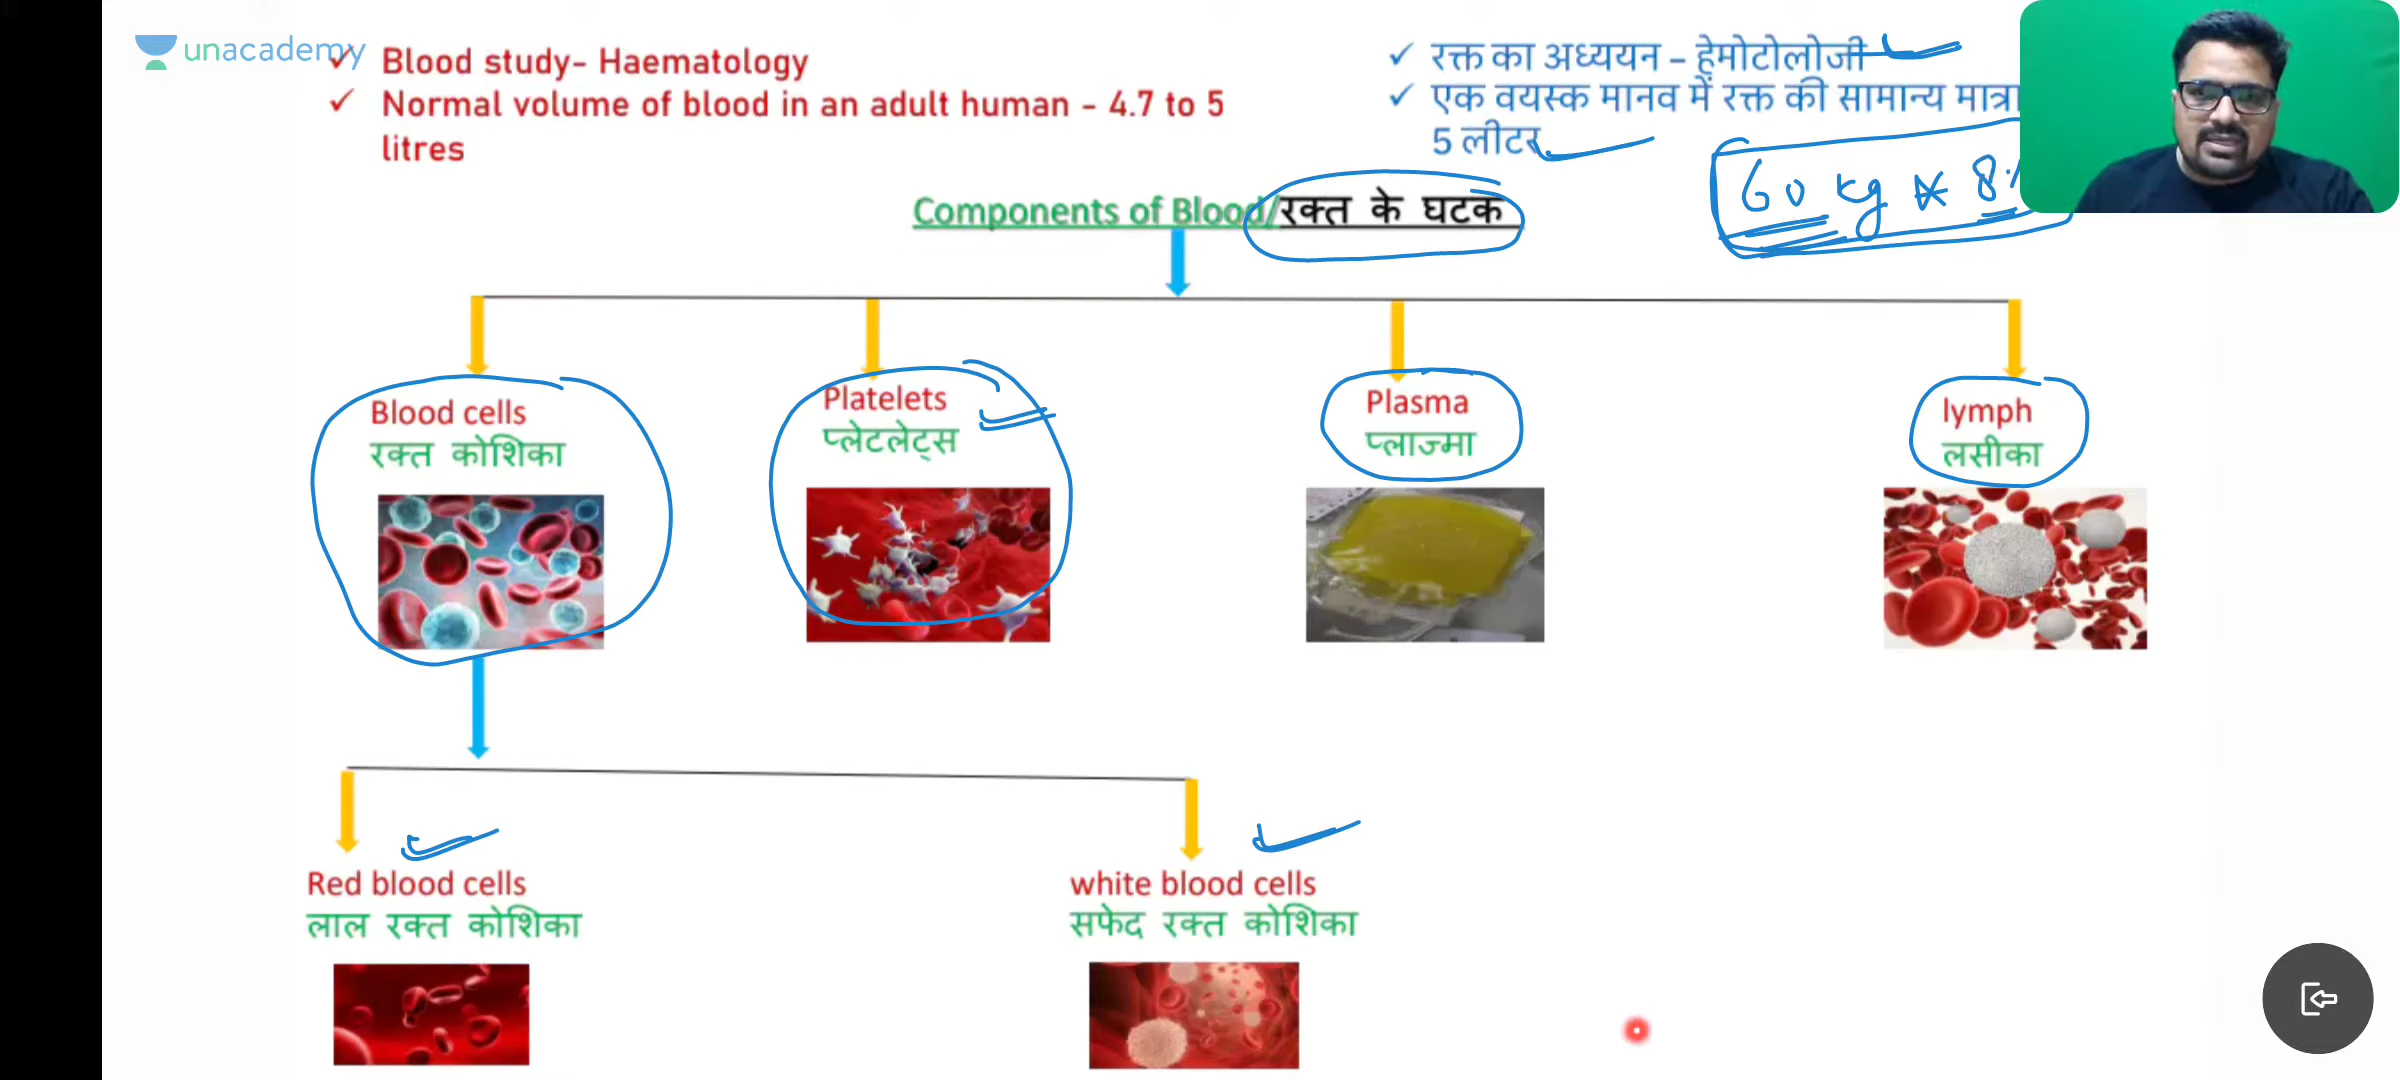 unacademy
✓ Blood study- Haematology
✓ Normal volume of blood in an adult human - 4.7 to 5
litres
✓ रक्त का अध्ययन – हेमोटोलोजी
✓ एक वयस्क मानव में रक्त की सामान्य मात्रा
5 लीटर
60 kg * 8%
Components of Blood/रक्त के घटक
Blood cells
रक्त कोशिका
Platelets
प्लेटलेट्स
Plasma
प्लाज्मा
lymph
लसीका
Red blood cells
लाल रक्त कोशिका
white blood cells
सफेद रक्त कोशिका